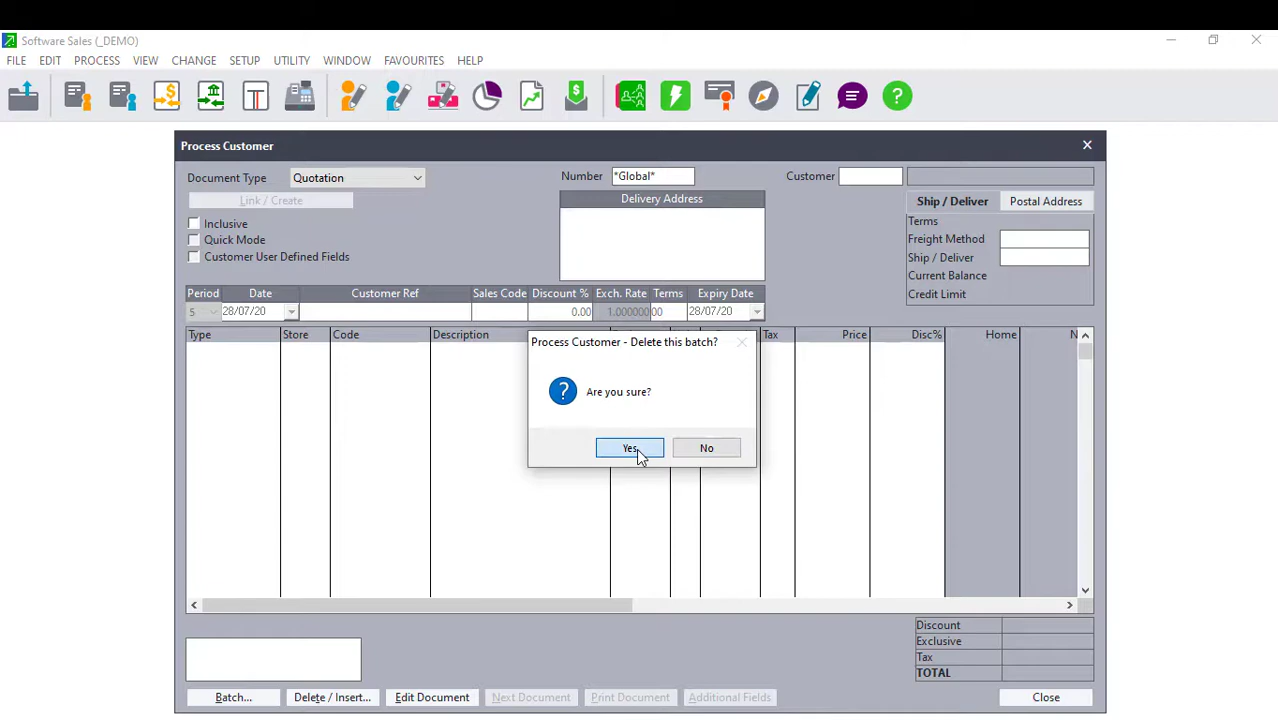 Software Sales (_DEMO)
FILE EDIT PROCESS VIEW CHANGE SETUP UTILITY WINDOW FAVOURITES HELP
Process Customer
Document Type Quotation Number *Global* Customer
Link / Create Delivery Address Ship / Deliver Postal Address
Inclusive Terms
Quick Mode Freight Method
Customer User Defined Fields Ship / Deliver
Current Balance
Credit Limit
Period Date Customer Ref Sales Code Discount % Exch. Rate Terms Expiry Date
5 28/07/20 0.00 1.000000 00 28/07/20
Type Store Code Description Tax Price Disc% Home N
Process Customer - Delete this batch?
Are you sure?
Yes No
Discount
Exclusive
Tax
TOTAL
Batch... Delete / Insert... Edit Document Next Document Print Document Additional Fields Close